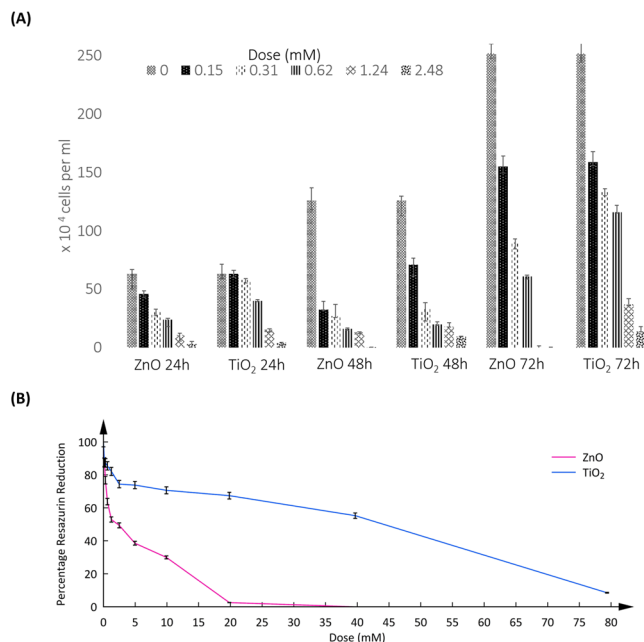 (A)
250
200
150
100
50
0
x 10 4 cells per ml
Dose (mM)
0 0.15 0.31 0.62 1.24 2.48
ZnO 24h TiO2 24h ZnO 48h TiO2 48h ZnO 72h TiO2 72h
(B)
100
80
60
40
20
0
Percentage Resazurin Reduction
ZnO
TiO2
0 5 10 15 20 25 30 35 40 45 50 55 60 65 70 75 80
Dose (mM)